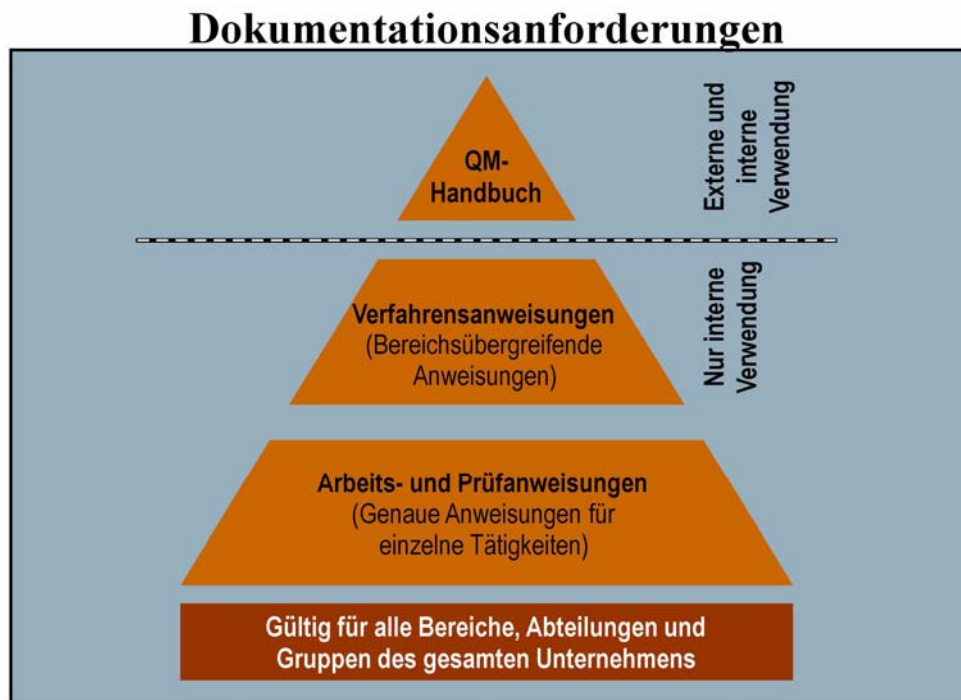 Dokumentationsanforderungen
QM-
Handbuch
Externe und
interne
Verwendung
Verfahrensanweisungen
(Bereichsübergreifende
Anweisungen)
Nur interne
Verwendung
Arbeits- und Prüfanweisungen
(Genaue Anweisungen für
einzelne Tätigkeiten)
Gültig für alle Bereiche, Abteilungen und
Gruppen des gesamten Unternehmens